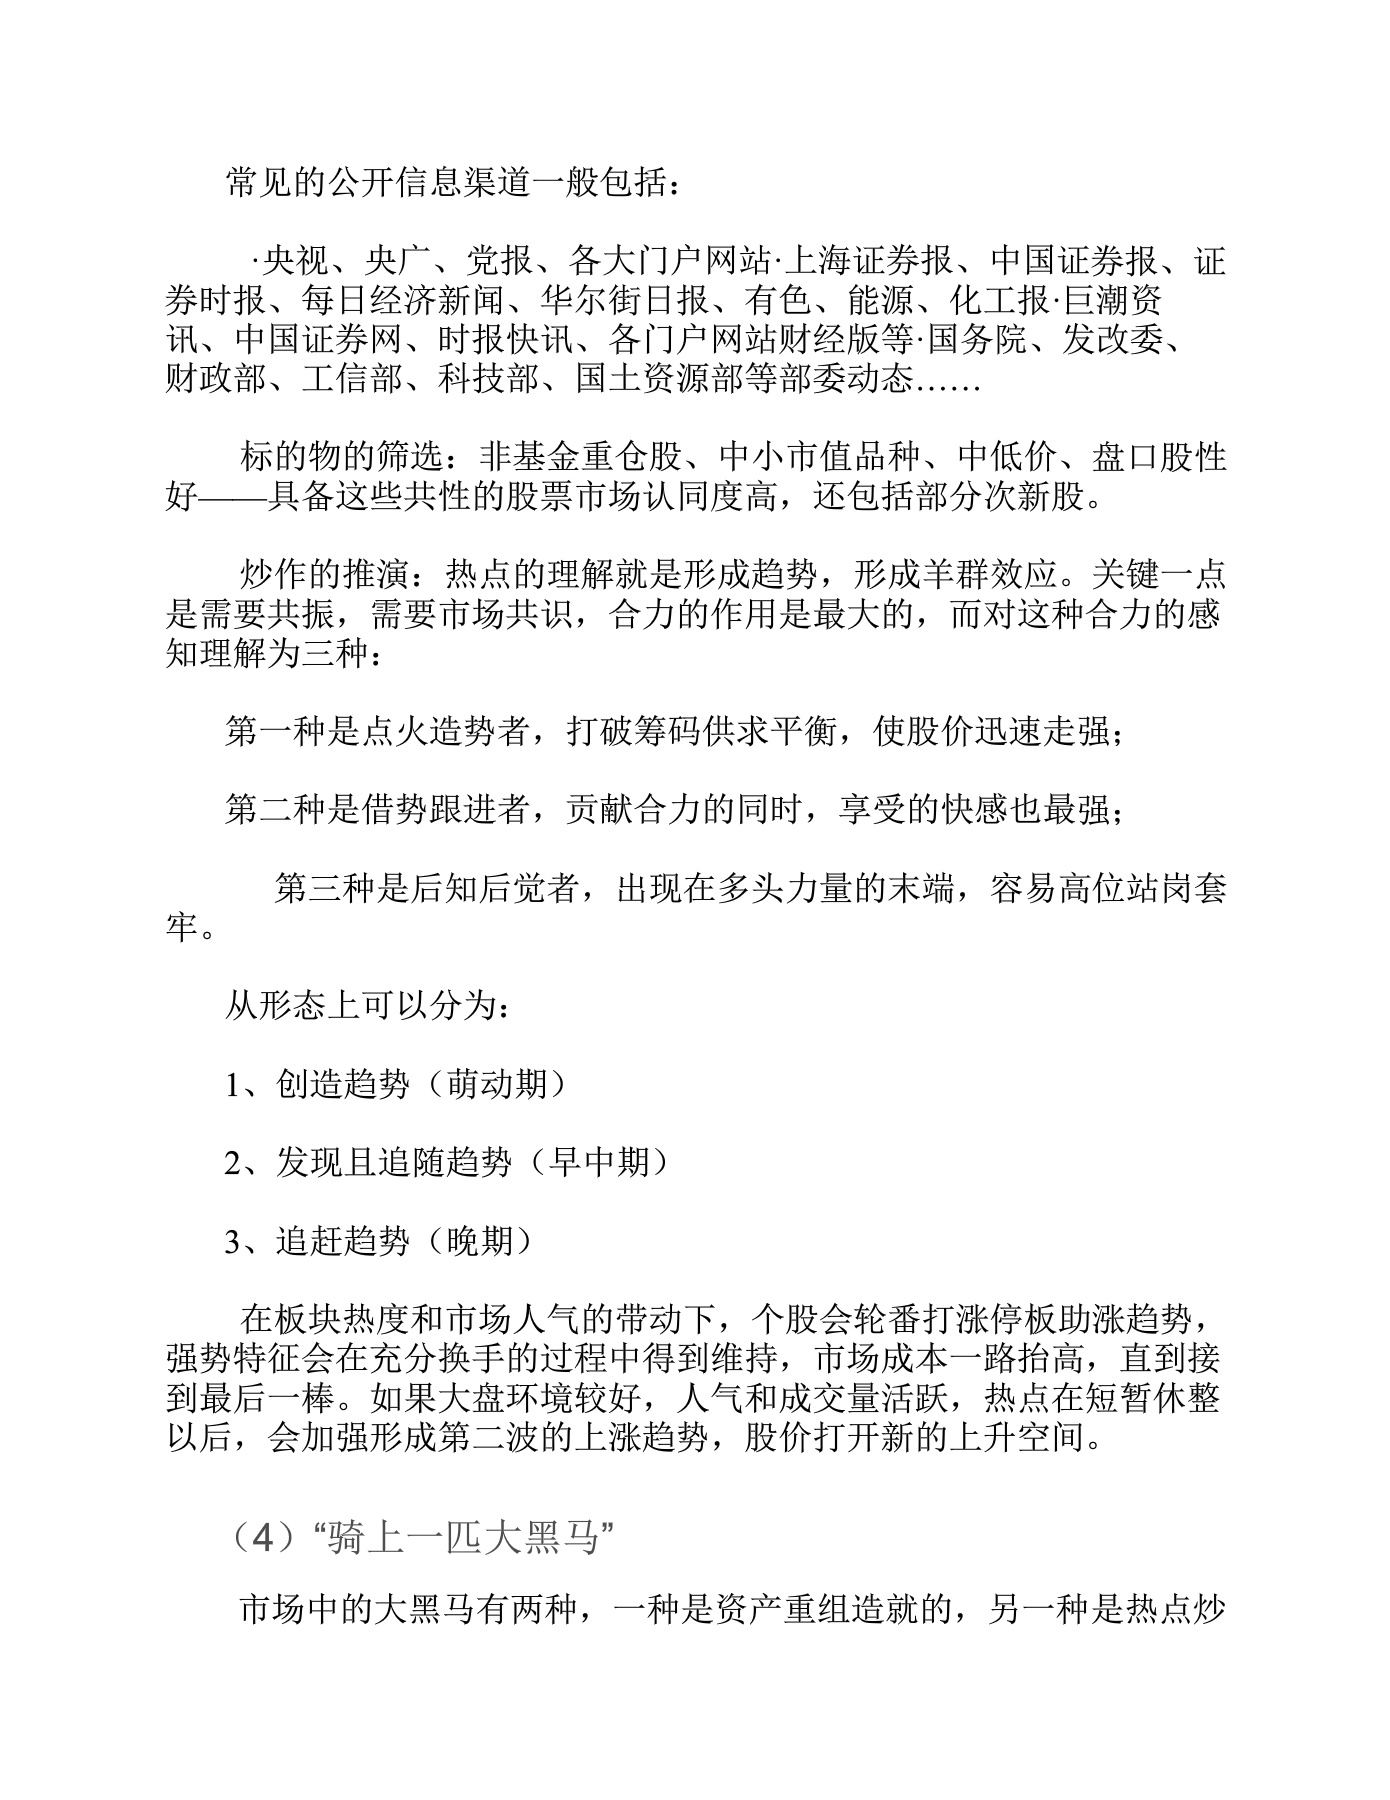 常见的公开信息渠道一般包括：
·央视、央广、党报、各大门户网站·上海证券报、中国证券报、证
券时报、每日经济新闻、华尔街日报、有色、能源、化工报·巨潮资
讯、中国证券网、时报快讯、各门户网站财经版等·国务院、发改委、
财政部、工信部、科技部、国土资源部等部委动态……
标的物的筛选：非基金重仓股、中小市值品种、中低价、盘口股性
好——具备这些共性的股票市场认同度高，还包括部分次新股。
炒作的推演：热点的理解就是形成趋势，形成羊群效应。关键一点
是需要共振，需要市场共识，合力的作用是最大的，而对这种合力的感
知理解为三种：
第一种是点火造势者，打破筹码供求平衡，使股价迅速走强；
第二种是借势跟进者，贡献合力的同时，享受的快感也最强；
第三种是后知后觉者，出现在多头力量的末端，容易高位站岗套
牢。
从形态上可以分为：
1、创造趋势（萌动期）
2、发现且追随趋势（早中期）
3、追赶趋势（晚期）
在板块热度和市场人气的带动下，个股会轮番打涨停板助涨趋势，
强势特征会在充分换手的过程中得到维持，市场成本一路抬高，直到接
到最后一棒。如果大盘环境较好，人气和成交量活跃，热点在短暂休整
以后，会加强形成第二波的上涨趋势，股价打开新的上升空间。
（4）“骑上一匹大黑马”
市场中的大黑马有两种，一种是资产重组造就的，另一种是热点炒